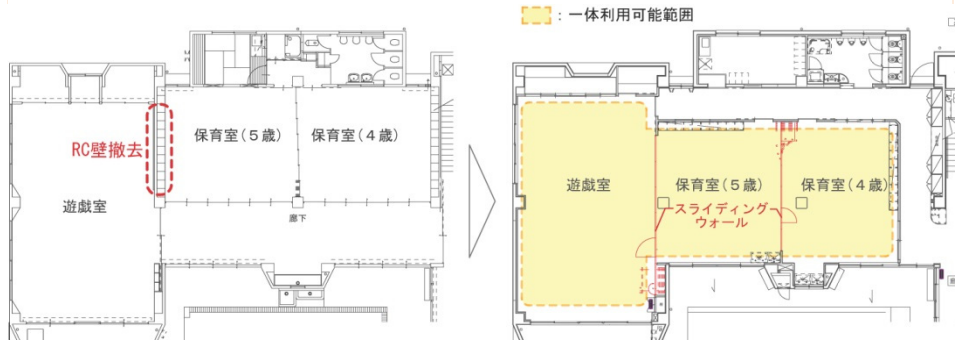 ：一体利用可能範囲
RC壁撤去
保育室(5歳)
保育室(4歳)
遊戯室
廊下
遊戯室
保育室(5歳)
保育室(4歳)
スライディング
ウォール